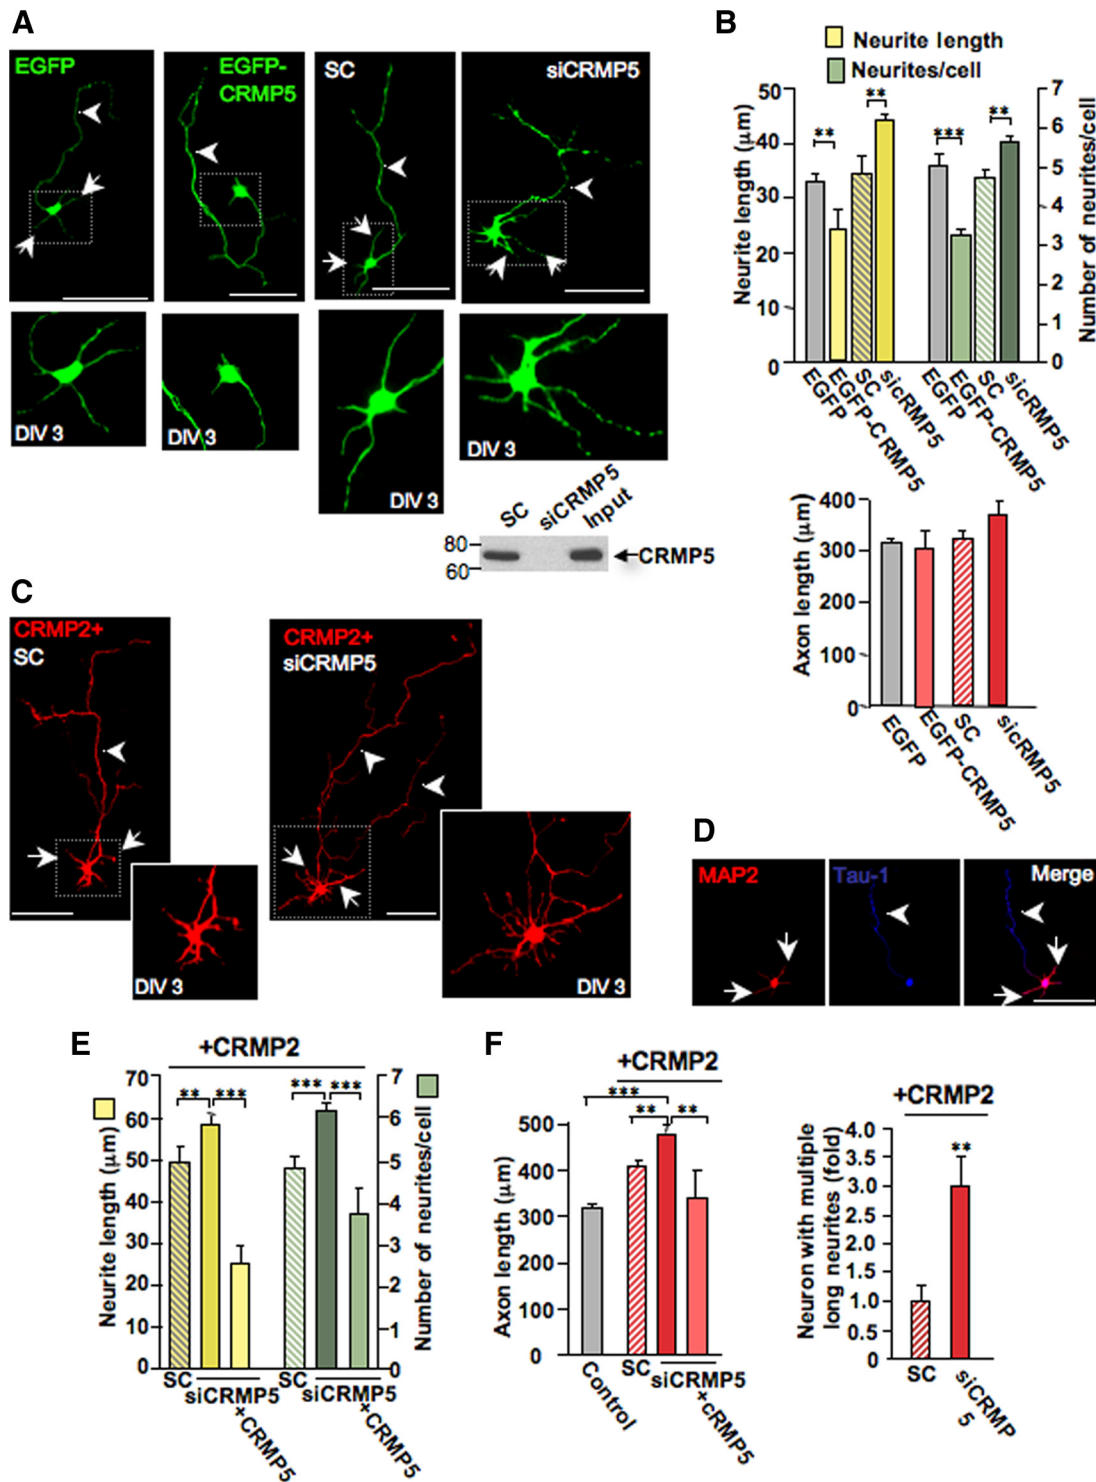 A
EGFP
EGFP-
CRMP5
SC
siCRMP5
DIV 3
DIV 3
DIV 3
DIV 3
SC
siCRMP5
Input
80
60
CRMP5
B
Neurite length
Neurites/cell
Neurite length (μm)
50
40
30
20
10
0
**
**
***
**
7
6
5
4
3
2
1
0
Number of neurites/cell
EGFP
EGFP-CRMP5
SC
sicRMP5
EGFP
EGFP-CRMP5
SC
sicRMP5
Axon length (μm)
400
300
200
100
0
EGFP
EGFP-CRMP5
SC
sicRMP5
C
CRMP2+
SC
DIV 3
CRMP2+
siCRMP5
DIV 3
D
MAP2
Tau-1
Merge
E
+CRMP2
Neurite length (μm)
70
60
50
40
30
20
10
0
**
***
***
***
7
6
5
4
3
2
1
0
Number of neurites/cell
SC
siCRMP5
+CRMP5
SC
siCRMP5
+CRMP5
F
+CRMP2
Axon length (μm)
500
400
300
200
100
0
***
**
**
Control
SC
siCRMP5
+cRMP5
+CRMP2
Neuron with multiple
long neurites (fold)
4.0
3.5
3.0
2.5
2.0
1.5
1.0
0.5
0
**
SC
siCRMP
5